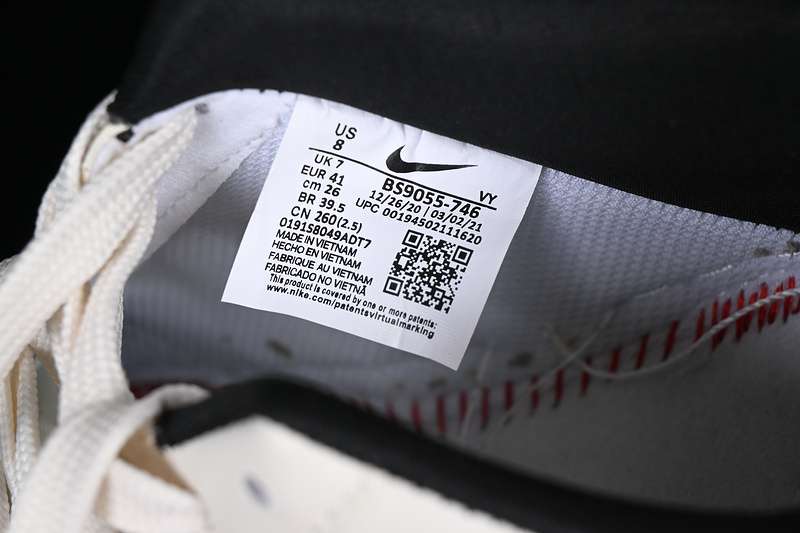 US
8
UK 7
EUR 41
cm 26
BR 39.5
CN 260(2.5)
BS9055-746 VY
12/26/20 | 03/02/21
UPC 00194502111620
019158049ADT7
MADE IN VIETNAM
HECHO EN VIETNAM
FABRIQUE AU VIETNAM
FABRICADO NO VIETNÃ
This product is covered by one or more patents:
www.nike.com/patentsvirtualmarking